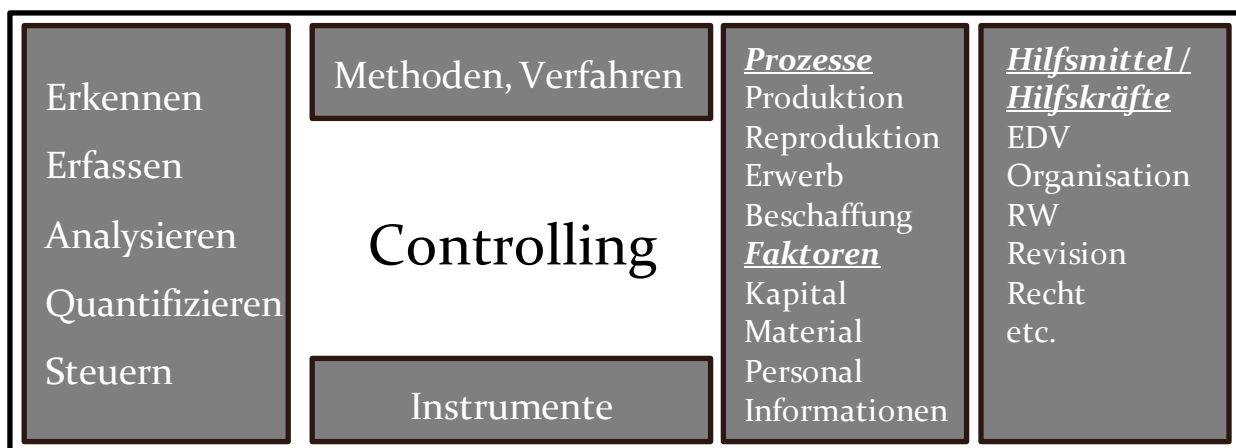 Erkennen
Erfassen
Analysieren
Quantifizieren
Steuern
Methoden, Verfahren
Controlling
Instrumente
Prozesse
Produktion
Reproduktion
Erwerb
Beschaffung
Faktoren
Kapital
Material
Personal
Informationen
Hilfsmittel /
Hilfskräfte
EDV
Organisation
RW
Revision
Recht
etc.